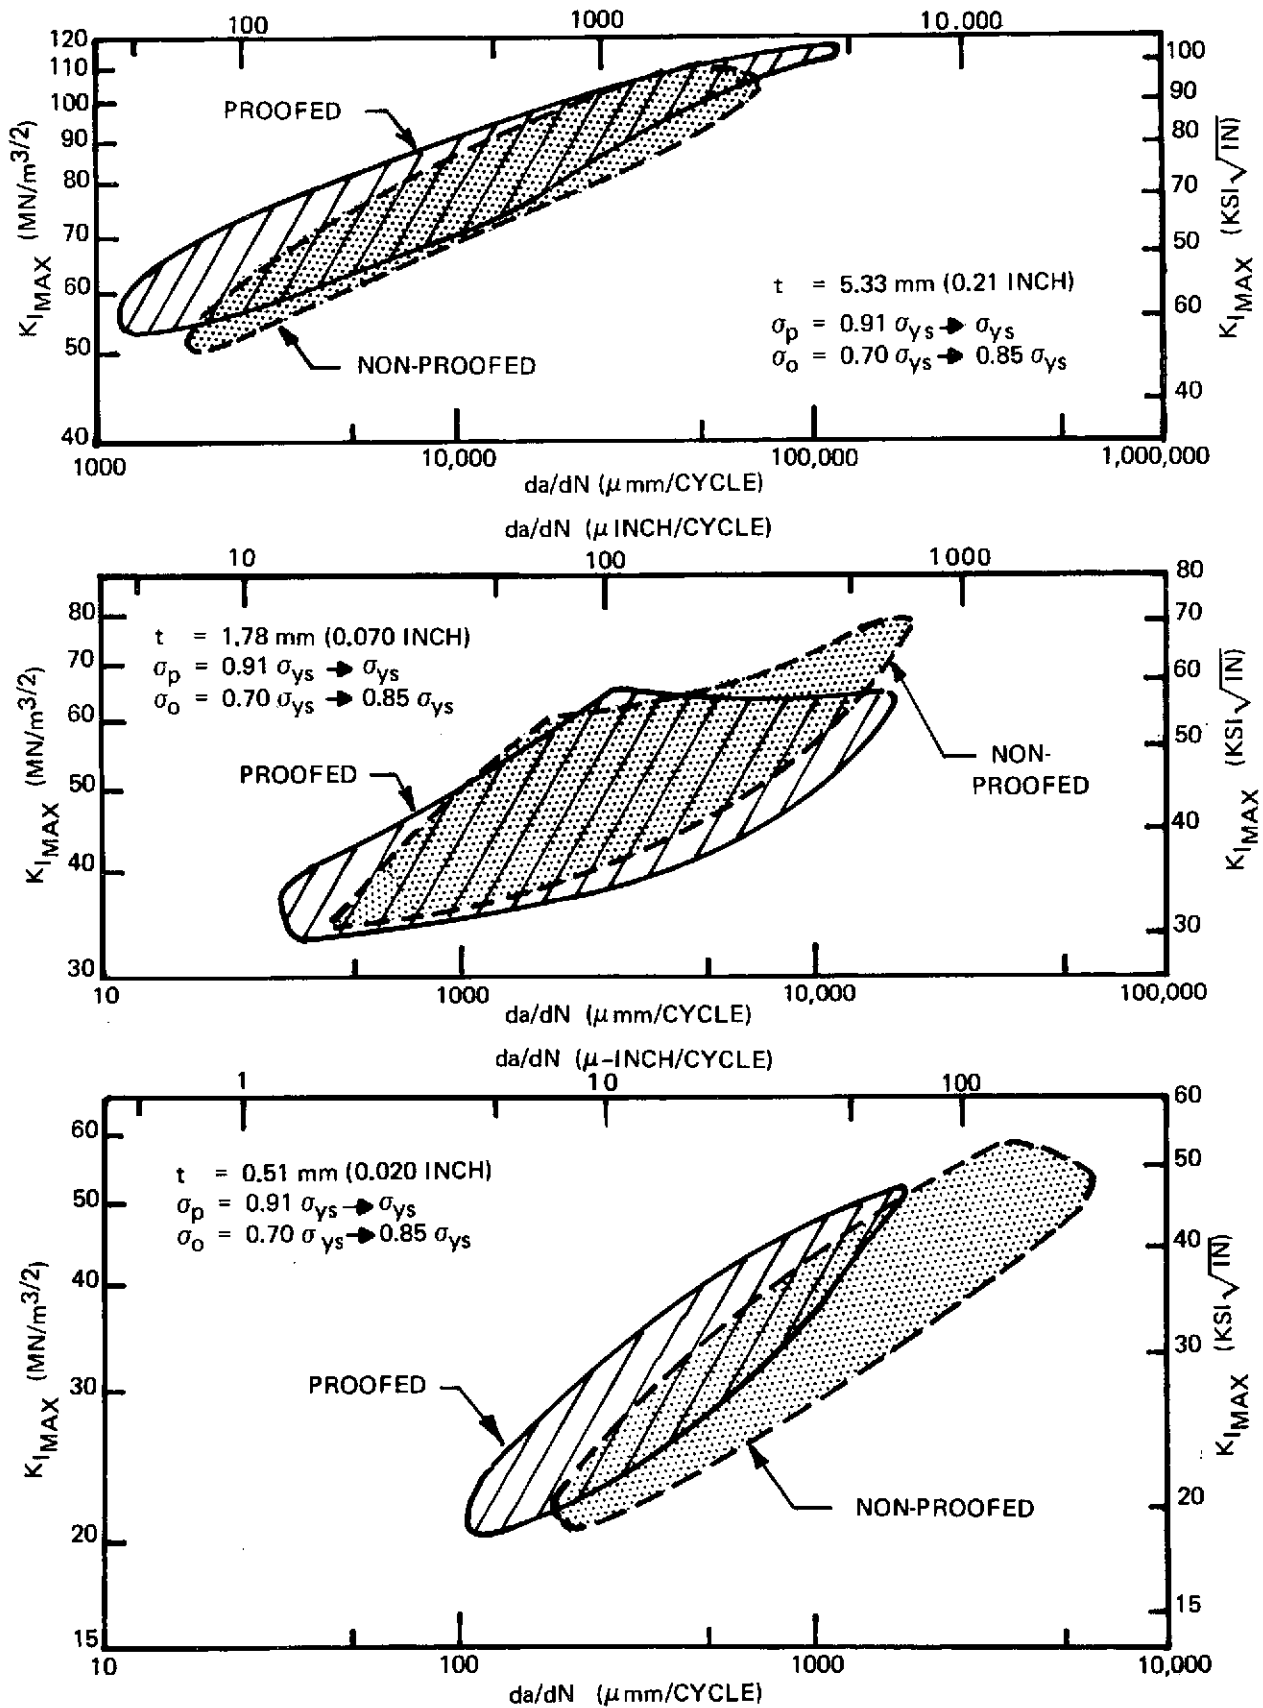 100 1000 10.000
120
110
100
90
80
70
60
50
40
K_IMAX (MN/m^3/2)
100
90
80
70
50
60
40
K_IMAX (KSI √IN)
PROOFED
NON-PROOFED
t = 5.33 mm (0.21 INCH)
σp = 0.91 σys → σys
σo = 0.70 σys → 0.85 σys
1000 10,000 100,000 1,000,000
da/dN (μ mm/CYCLE)
da/dN (μ INCH/CYCLE)
10 100 1000
80
70
60
50
40
30
K_IMAX (MN/m^3/2)
80
70
60
50
40
30
K_IMAX (KSI √IN)
t = 1.78 mm (0.070 INCH)
σp = 0.91 σys → σys
σo = 0.70 σys → 0.85 σys
PROOFED
NON-
PROOFED
10 1000 10,000 100,000
da/dN (μ mm/CYCLE)
da/dN (μ-INCH/CYCLE)
1 10 100
60
50
40
30
20
15
K_IMAX (MN/m^3/2)
60
50
40
30
20
15
K_IMAX (KSI √IN)
t = 0.51 mm (0.020 INCH)
σp = 0.91 σys → σys
σo = 0.70 σys → 0.85 σys
PROOFED
NON-PROOFED
10 100 1000 10,000
da/dN (μ mm/CYCLE)